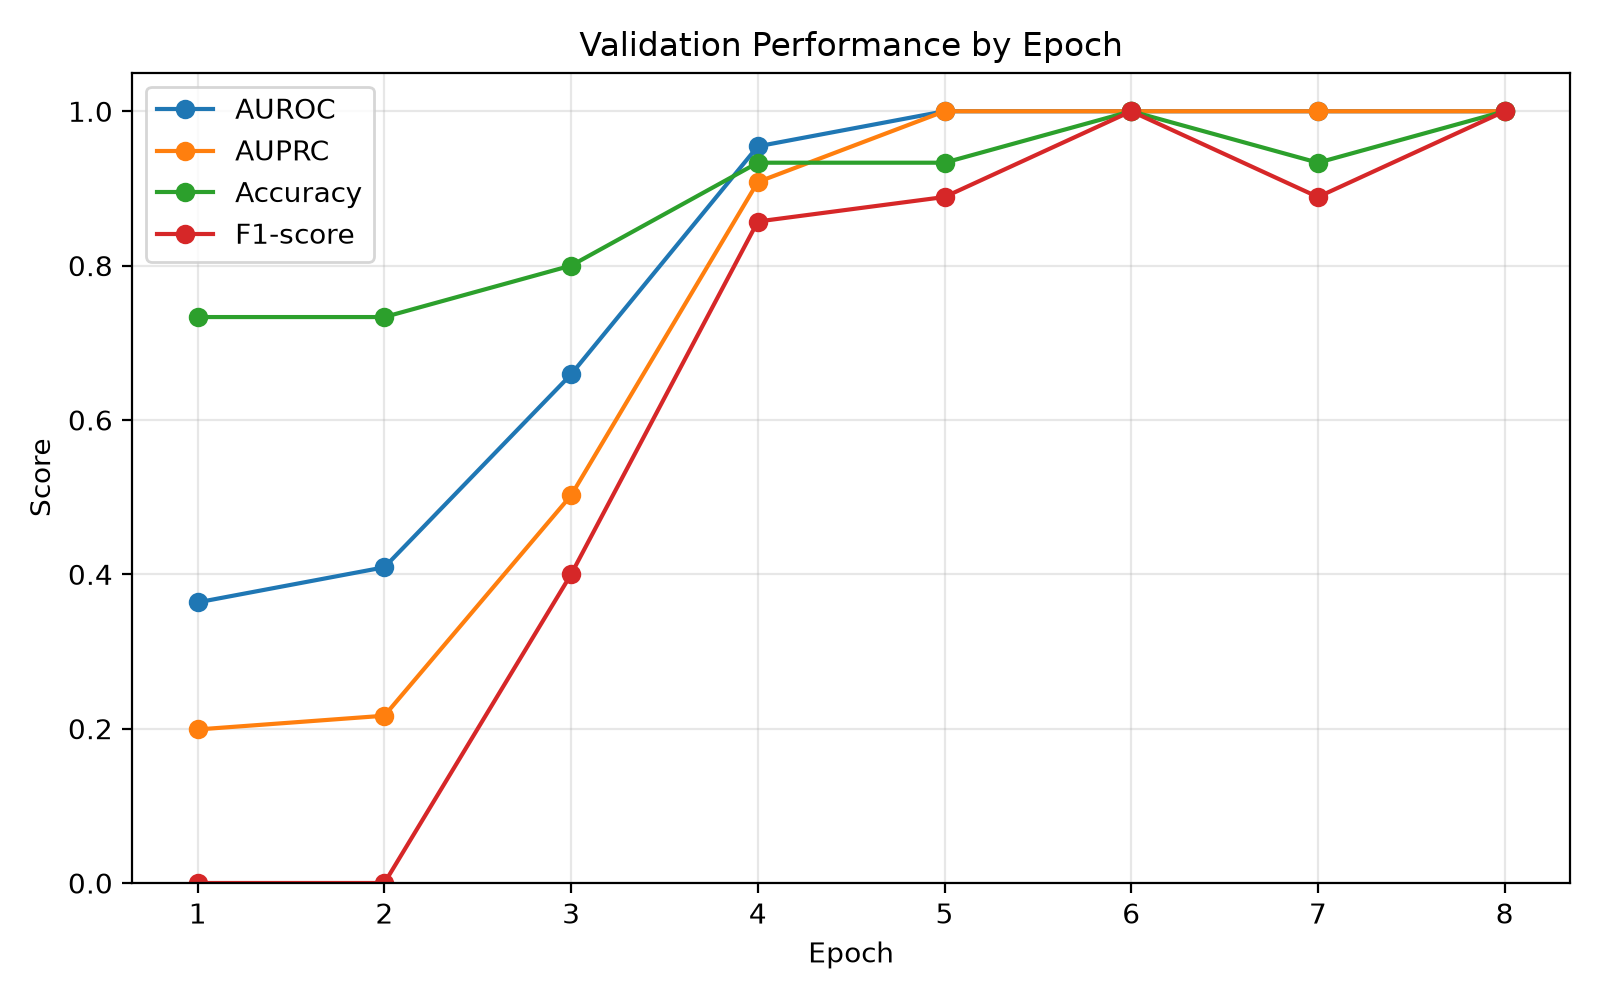 Validation Performance by Epoch
AUROC
AUPRC
Accuracy
F1-score
1.0
0.8
0.6
0.4
0.2
0.0
Score
1 2 3 4 5 6 7 8
Epoch